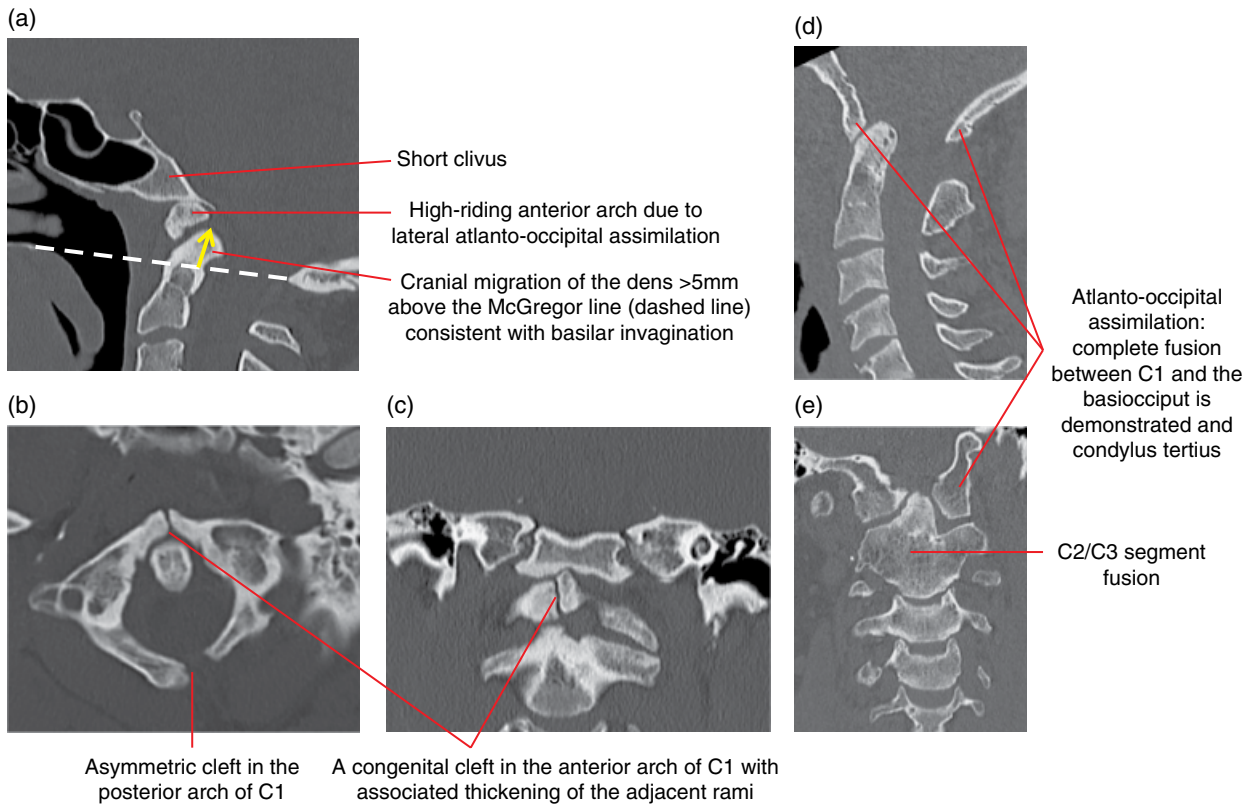 (a)
Short clivus
High-riding anterior arch due to
lateral atlanto-occipital assimilation
Cranial migration of the dens >5mm
above the McGregor line (dashed line)
consistent with basilar invagination
(d)
Atlanto-occipital
assimilation:
complete fusion
between C1 and the
basiocciput is
demonstrated and
condylus tertius
(b)
Asymmetric cleft in the
posterior arch of C1
(c)
A congenital cleft in the anterior arch of C1 with
associated thickening of the adjacent rami
(e)
C2/C3 segment
fusion